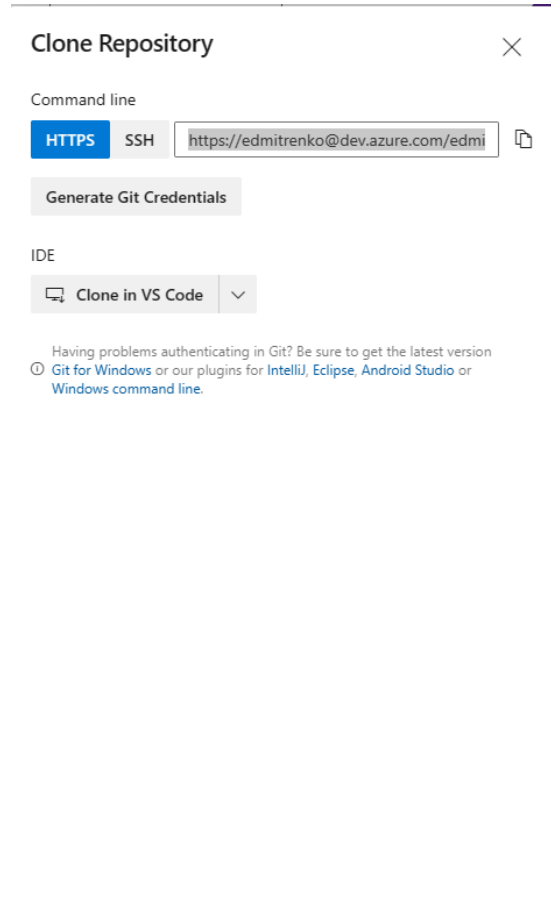 Clone Repository
Command line
HTTPS SSH https://edmitrenko@dev.azure.com/edmi
Generate Git Credentials
IDE
Clone in VS Code
Having problems authenticating in Git? Be sure to get the latest version
Git for Windows or our plugins for IntelliJ, Eclipse, Android Studio or
Windows command line.